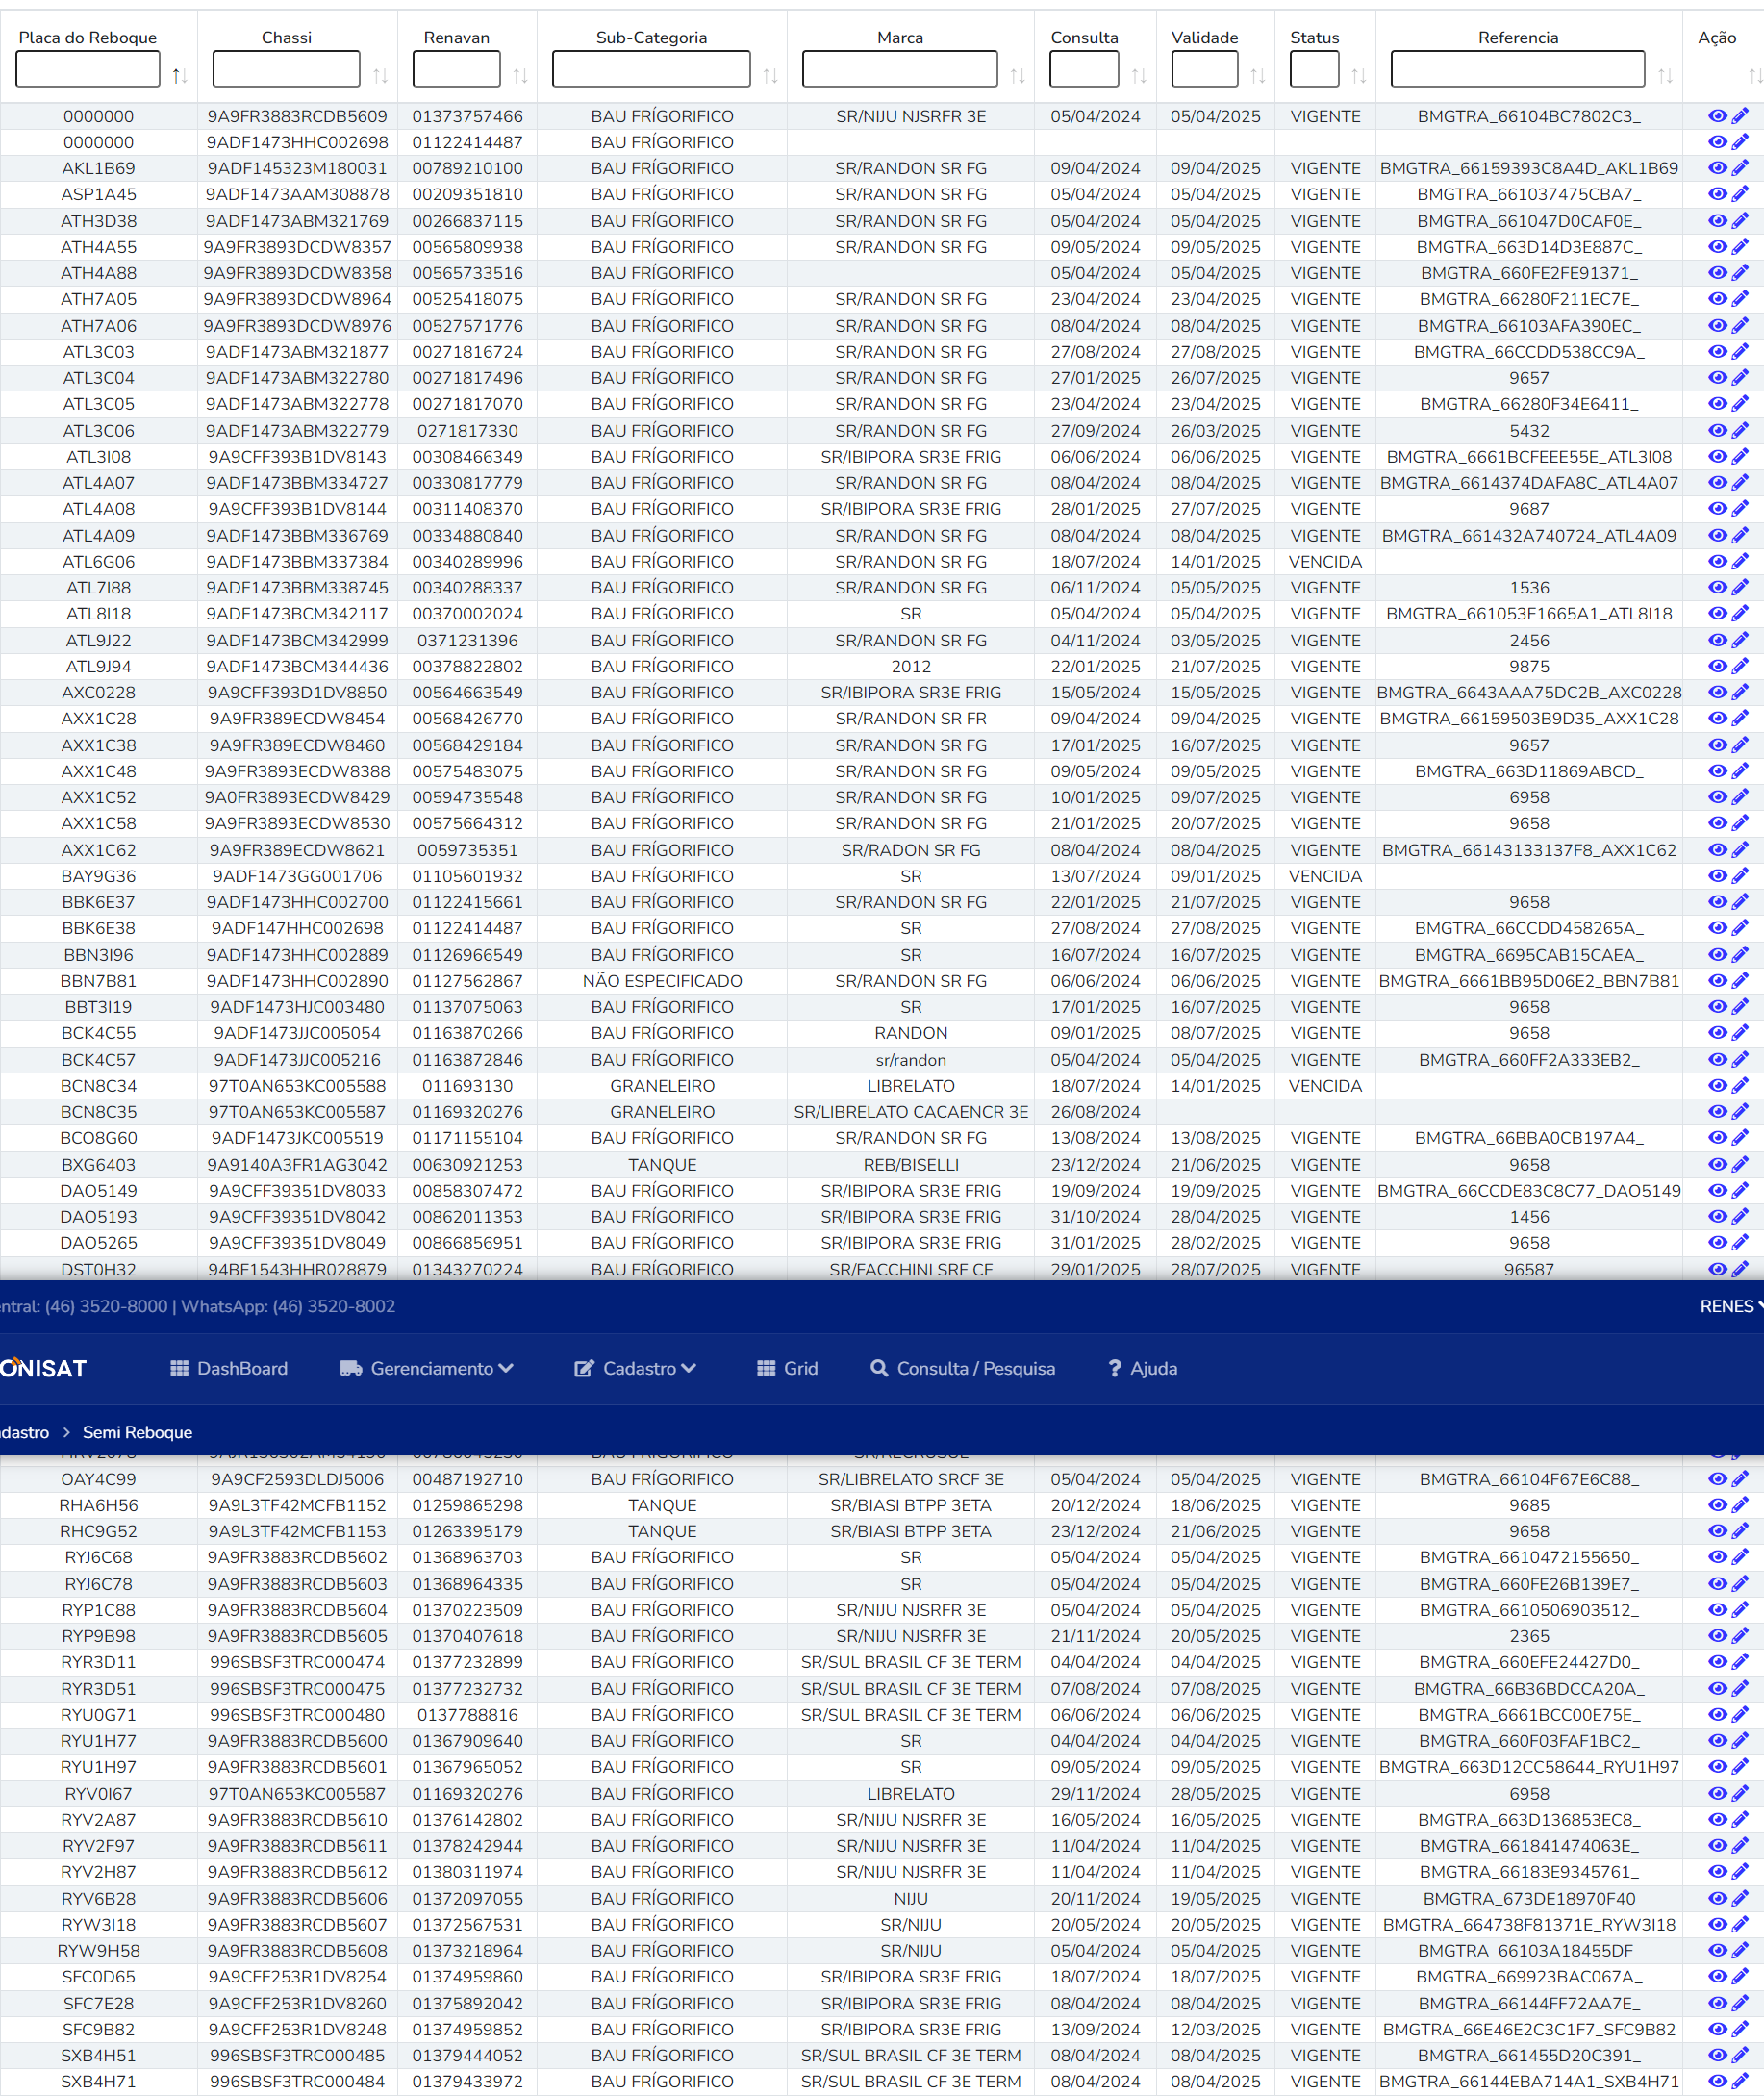 Placa do Reboque Chassi Renavan Sub-Categoria Marca Consulta Validade Status Referencia Ação
0000000 9A9FR3883RCDB5609 01373757466 BAU FRÍGORIFICO SR/NIJU NJSRFR 3E 05/04/2024 05/04/2025 VIGENTE BMGTRA_66104BC7802C3_
0000000 9ADF1473HHC002698 01122414487 BAU FRÍGORIFICO
AKL1B69 9ADF145323M180031 00789210100 BAU FRÍGORIFICO SR/RANDON SR FG 09/04/2024 09/04/2025 VIGENTE BMGTRA_66159393C8A4D_AKL1B69
ASP1A45 9ADF1473AAM308878 00209351810 BAU FRÍGORIFICO SR/RANDON SR FG 05/04/2024 05/04/2025 VIGENTE BMGTRA_661037475CBA7_
ATH3D38 9ADF1473ABM321769 00266837115 BAU FRÍGORIFICO SR/RANDON SR FG 05/04/2024 05/04/2025 VIGENTE BMGTRA_661047D0CAF0E_
ATH4A55 9A9FR3893DCDW8357 00565809938 BAU FRÍGORIFICO SR/RANDON SR FG 09/05/2024 09/05/2025 VIGENTE BMGTRA_663D14D3E887C_
ATH4A88 9A9FR3893DCDW8358 00565733516 BAU FRÍGORIFICO 05/04/2024 05/04/2025 VIGENTE BMGTRA_660FE2FE91371_
ATH7A05 9A9FR3893DCDW8964 00525418075 BAU FRÍGORIFICO SR/RANDON SR FG 23/04/2024 23/04/2025 VIGENTE BMGTRA_66280F211EC7E_
ATH7A06 9A9FR3893DCDW8976 00527571776 BAU FRÍGORIFICO SR/RANDON SR FG 08/04/2024 08/04/2025 VIGENTE BMGTRA_66103AFA390EC_
ATL3C03 9ADF1473ABM321877 00271816724 BAU FRÍGORIFICO SR/RANDON SR FG 27/08/2024 27/08/2025 VIGENTE BMGTRA_66CCDD538CC9A_
ATL3C04 9ADF1473ABM322780 00271817496 BAU FRÍGORIFICO SR/RANDON SR FG 27/01/2025 26/07/2025 VIGENTE 9657
ATL3C05 9ADF1473ABM322778 00271817070 BAU FRÍGORIFICO SR/RANDON SR FG 23/04/2024 23/04/2025 VIGENTE BMGTRA_66280F34E6411_
ATL3C06 9ADF1473ABM322779 0271817330 BAU FRÍGORIFICO SR/RANDON SR FG 27/09/2024 26/03/2025 VIGENTE 5432
ATL3I08 9A9CFF393B1DV8143 00308466349 BAU FRÍGORIFICO SR/IBIPORA SR3E FRIG 06/06/2024 06/06/2025 VIGENTE BMGTRA_6661BCFEEE55E_ATL3I08
ATL4A07 9ADF1473BBM334727 00330817779 BAU FRÍGORIFICO SR/RANDON SR FG 08/04/2024 08/04/2025 VIGENTE BMGTRA_6614374DAFA8C_ATL4A07
ATL4A08 9A9CFF393B1DV8144 00311408370 BAU FRÍGORIFICO SR/IBIPORA SR3E FRIG 28/01/2025 27/07/2025 VIGENTE 9687
ATL4A09 9ADF1473BBM336769 00334880840 BAU FRÍGORIFICO SR/RANDON SR FG 08/04/2024 08/04/2025 VIGENTE BMGTRA_661432A740724_ATL4A09
ATL6G06 9ADF1473BBM337384 00340289996 BAU FRÍGORIFICO SR/RANDON SR FG 18/07/2024 14/01/2025 VENCIDA
ATL7I88 9ADF1473BBM338745 00340288337 BAU FRÍGORIFICO SR/RANDON SR FG 06/11/2024 05/05/2025 VIGENTE 1536
ATL8I18 9ADF1473BCM342117 00370002024 BAU FRÍGORIFICO SR 05/04/2024 05/04/2025 VIGENTE BMGTRA_661053F1665A1_ATL8I18
ATL9J22 9ADF1473BCM342999 0371231396 BAU FRÍGORIFICO SR/RANDON SR FG 04/11/2024 03/05/2025 VIGENTE 2456
ATL9J94 9ADF1473BCM344436 00378822802 BAU FRÍGORIFICO 2012 22/01/2025 21/07/2025 VIGENTE 9875
AXC0228 9A9CFF393D1DV8850 00564663549 BAU FRÍGORIFICO SR/IBIPORA SR3E FRIG 15/05/2024 15/05/2025 VIGENTE BMGTRA_6643AAA75DC2B_AXC0228
AXX1C28 9A9FR389ECDW8454 00568426770 BAU FRÍGORIFICO SR/RANDON SR FR 09/04/2024 09/04/2025 VIGENTE BMGTRA_66159503B9D35_AXX1C28
AXX1C38 9A9FR389ECDW8460 00568429184 BAU FRÍGORIFICO SR/RANDON SR FG 17/01/2025 16/07/2025 VIGENTE 9657
AXX1C48 9A9FR3893ECDW8388 00575483075 BAU FRÍGORIFICO SR/RANDON SR FG 09/05/2024 09/05/2025 VIGENTE BMGTRA_663D11869ABCD_
AXX1C52 9A0FR3893ECDW8429 00594735548 BAU FRÍGORIFICO SR/RANDON SR FG 10/01/2025 09/07/2025 VIGENTE 6958
AXX1C58 9A9FR3893ECDW8530 00575664312 BAU FRÍGORIFICO SR/RANDON SR FG 21/01/2025 20/07/2025 VIGENTE 9658
AXX1C62 9A9FR389ECDW8621 0059735351 BAU FRÍGORIFICO SR/RADON SR FG 08/04/2024 08/04/2025 VIGENTE BMGTRA_66143133137F8_AXX1C62
BAY9G36 9ADF1473GG001706 01105601932 BAU FRÍGORIFICO SR 13/07/2024 09/01/2025 VENCIDA
BBK6E37 9ADF1473HHC002700 01122415661 BAU FRÍGORIFICO SR/RANDON SR FG 22/01/2025 21/07/2025 VIGENTE 9658
BBK6E38 9ADF147HHC002698 01122414487 BAU FRÍGORIFICO SR 27/08/2024 27/08/2025 VIGENTE BMGTRA_66CCDD458265A_
BBN3I96 9ADF1473HHC002889 01126966549 BAU FRÍGORIFICO SR 16/07/2024 16/07/2025 VIGENTE BMGTRA_6695CAB15CAEA_
BBN7B81 9ADF1473HHC002890 01127562867 NÃO ESPECIFICADO SR/RANDON SR FG 06/06/2024 06/06/2025 VIGENTE BMGTRA_6661BB95D06E2_BBN7B81
BBT3I19 9ADF1473HJC003480 01137075063 BAU FRÍGORIFICO SR 17/01/2025 16/07/2025 VIGENTE 9658
BCK4C55 9ADF1473JJC005054 01163870266 BAU FRÍGORIFICO RANDON 09/01/2025 08/07/2025 VIGENTE 9658
BCK4C57 9ADF1473JJC005216 01163872846 BAU FRÍGORIFICO sr/randon 05/04/2024 05/04/2025 VIGENTE BMGTRA_660FF2A333EB2_
BCN8C34 97T0AN653KC005588 011693130 GRANELEIRO LIBRELATO 18/07/2024 14/01/2025 VENCIDA
BCN8C35 97T0AN653KC005587 01169320276 GRANELEIRO SR/LIBRELATO CACAENCR 3E 26/08/2024
BCO8G60 9ADF1473JKC005519 01171155104 BAU FRÍGORIFICO SR/RANDON SR FG 13/08/2024 13/08/2025 VIGENTE BMGTRA_66BBA0CB197A4_
BXG6403 9A9140A3FR1AG3042 00630921253 TANQUE REB/BISELLI 23/12/2024 21/06/2025 VIGENTE 9658
DAO5149 9A9CFF39351DV8033 00858307472 BAU FRÍGORIFICO SR/IBIPORA SR3E FRIG 19/09/2024 19/09/2025 VIGENTE BMGTRA_66CCDE83C8C77_DAO5149
DAO5193 9A9CFF39351DV8042 00862011353 BAU FRÍGORIFICO SR/IBIPORA SR3E FRIG 31/10/2024 28/04/2025 VIGENTE 1456
DAO5265 9A9CFF39351DV8049 00866856951 BAU FRÍGORIFICO SR/IBIPORA SR3E FRIG 31/01/2025 28/02/2025 VIGENTE 9658
DST0H32 94BF1543HHR028879 01343270224 BAU FRÍGORIFICO SR/FACCHINI SRF CF 29/01/2025 28/07/2025 VIGENTE 96587
entral: (46) 3520-8000 | WhatsApp: (46) 3520-8002 RENES
ONISAT DashBoard Gerenciamento Cadastro Grid Consulta / Pesquisa Ajuda
dastro > Semi Reboque
OAY4C99 9A9CF2593DLDJ5006 00487192710 BAU FRÍGORIFICO SR/LIBRELATO SRCF 3E 05/04/2024 05/04/2025 VIGENTE BMGTRA_66104F67E6C88_
RHA6H56 9A9L3TF42MCFB1152 01259865298 TANQUE SR/BIASI BTPP 3ETA 20/12/2024 18/06/2025 VIGENTE 9685
RHC9G52 9A9L3TF42MCFB1153 01263395179 TANQUE SR/BIASI BTPP 3ETA 23/12/2024 21/06/2025 VIGENTE 9658
RYJ6C68 9A9FR3883RCDB5602 01368963703 BAU FRÍGORIFICO SR 05/04/2024 05/04/2025 VIGENTE BMGTRA_6610472155650_
RYJ6C78 9A9FR3883RCDB5603 01368964335 BAU FRÍGORIFICO SR 05/04/2024 05/04/2025 VIGENTE BMGTRA_660FE26B139E7_
RYP1C88 9A9FR3883RCDB5604 01370223509 BAU FRÍGORIFICO SR/NIJU NJSRFR 3E 05/04/2024 05/04/2025 VIGENTE BMGTRA_6610506903512_
RYP9B98 9A9FR3883RCDB5605 01370407618 BAU FRÍGORIFICO SR/NIJU NJSRFR 3E 21/11/2024 20/05/2025 VIGENTE 2365
RYR3D11 996SBSF3TRC000474 01377232899 BAU FRÍGORIFICO SR/SUL BRASIL CF 3E TERM 04/04/2024 04/04/2025 VIGENTE BMGTRA_660EFE24427D0_
RYR3D51 996SBSF3TRC000475 01377232732 BAU FRÍGORIFICO SR/SUL BRASIL CF 3E TERM 07/08/2024 07/08/2025 VIGENTE BMGTRA_66B36BDCCA20A_
RYU0G71 996SBSF3TRC000480 0137788816 BAU FRÍGORIFICO SR/SUL BRASIL CF 3E TERM 06/06/2024 06/06/2025 VIGENTE BMGTRA_6661BCC00E75E_
RYU1H77 9A9FR3883RCDB5600 01367909640 BAU FRÍGORIFICO SR 04/04/2024 04/04/2025 VIGENTE BMGTRA_660F03FAF1BC2_
RYU1H97 9A9FR3883RCDB5601 01367965052 BAU FRÍGORIFICO SR 09/05/2024 09/05/2025 VIGENTE BMGTRA_663D12CC58644_RYU1H97
RYV0I67 97T0AN653KC005587 01169320276 BAU FRÍGORIFICO LIBRELATO 29/11/2024 28/05/2025 VIGENTE 6958
RYV2A87 9A9FR3883RCDB5610 01376142802 BAU FRÍGORIFICO SR/NIJU NJSRFR 3E 16/05/2024 16/05/2025 VIGENTE BMGTRA_663D136853EC8_
RYV2F97 9A9FR3883RCDB5611 01378242944 BAU FRÍGORIFICO SR/NIJU NJSRFR 3E 11/04/2024 11/04/2025 VIGENTE BMGTRA_661841474063E_
RYV2H87 9A9FR3883RCDB5612 01380311974 BAU FRÍGORIFICO SR/NIJU NJSRFR 3E 11/04/2024 11/04/2025 VIGENTE BMGTRA_66183E9345761_
RYV6B28 9A9FR3883RCDB5606 01372097055 BAU FRÍGORIFICO NIJU 20/11/2024 19/05/2025 VIGENTE BMGTRA_673DE18970F40
RYW3I18 9A9FR3883RCDB5607 01372567531 BAU FRÍGORIFICO SR/NIJU 20/05/2024 20/05/2025 VIGENTE BMGTRA_664738F81371E_RYW3I18
RYW9H58 9A9FR3883RCDB5608 01373218964 BAU FRÍGORIFICO SR/NIJU 05/04/2024 05/04/2025 VIGENTE BMGTRA_66103A18455DF_
SFC0D65 9A9CFF253R1DV8254 01374959860 BAU FRÍGORIFICO SR/IBIPORA SR3E FRIG 18/07/2024 18/07/2025 VIGENTE BMGTRA_669923BAC067A_
SFC7E28 9A9CFF253R1DV8260 01375892042 BAU FRÍGORIFICO SR/IBIPORA SR3E FRIG 08/04/2024 08/04/2025 VIGENTE BMGTRA_66144FF72AA7E_
SFC9B82 9A9CFF253R1DV8248 01374959852 BAU FRÍGORIFICO SR/IBIPORA SR3E FRIG 13/09/2024 12/03/2025 VIGENTE BMGTRA_66E46E2C3C1F7_SFC9B82
SXB4H51 996SBSF3TRC000485 01379444052 BAU FRÍGORIFICO SR/SUL BRASIL CF 3E TERM 08/04/2024 08/04/2025 VIGENTE BMGTRA_661455D20C391_
SXB4H71 996SBSF3TRC000484 01379433972 BAU FRÍGORIFICO SR/SUL BRASIL CF 3E TERM 08/04/2024 08/04/2025 VIGENTE BMGTRA_66144EBA714A1_SXB4H71